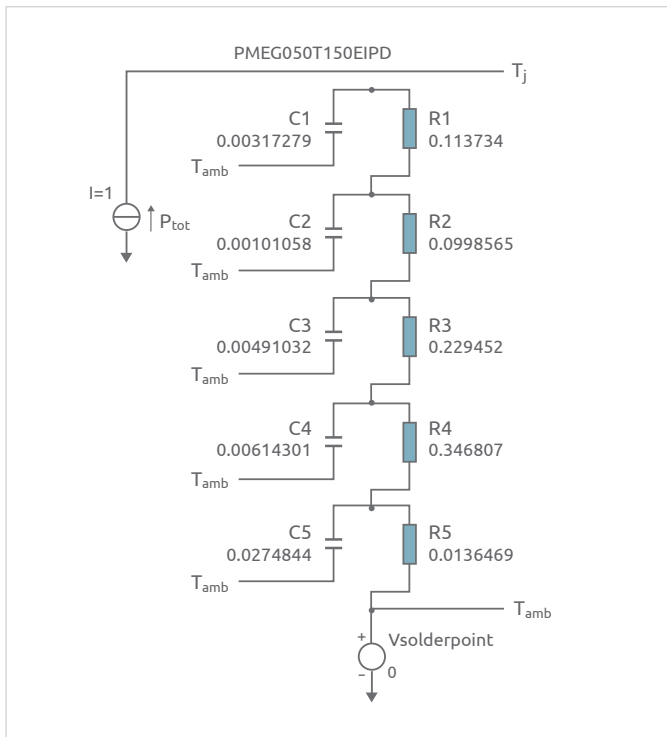 PMEG050T150EIPD
Tj
C1
0.00317279
R1
0.113734
Tamb
I=1
Ptot
C2
0.00101058
R2
0.0998565
Tamb
C3
0.00491032
R3
0.229452
Tamb
C4
0.00614301
R4
0.346807
Tamb
C5
0.0274844
R5
0.0136469
Tamb
Tamb
+
Vsolderpoint
-
0